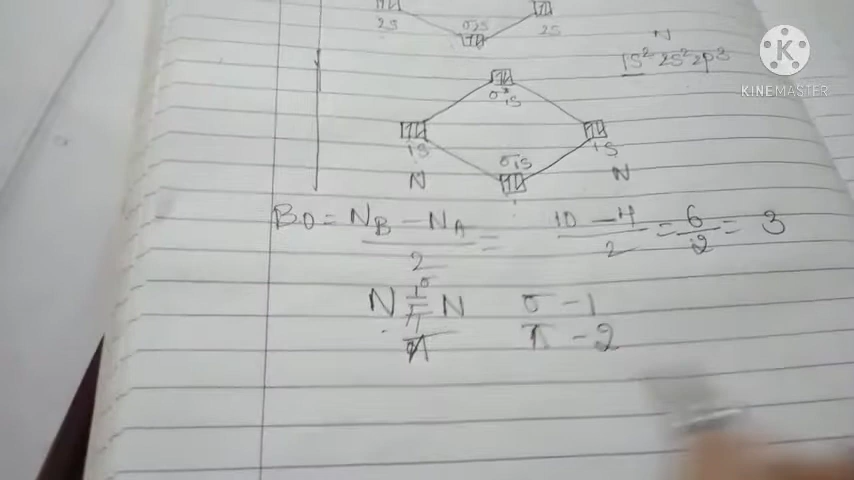 2S σ2S 2S
N
1S² 2S² 2P³
K
KINEMASTER
σ*1S
1S 1S
σ1S
N N
BO = NB - NA / 2 = 10 - 4 / 2 = 6 / 2 = 3
σ
N ≡ N σ - 1
π
π π - 2